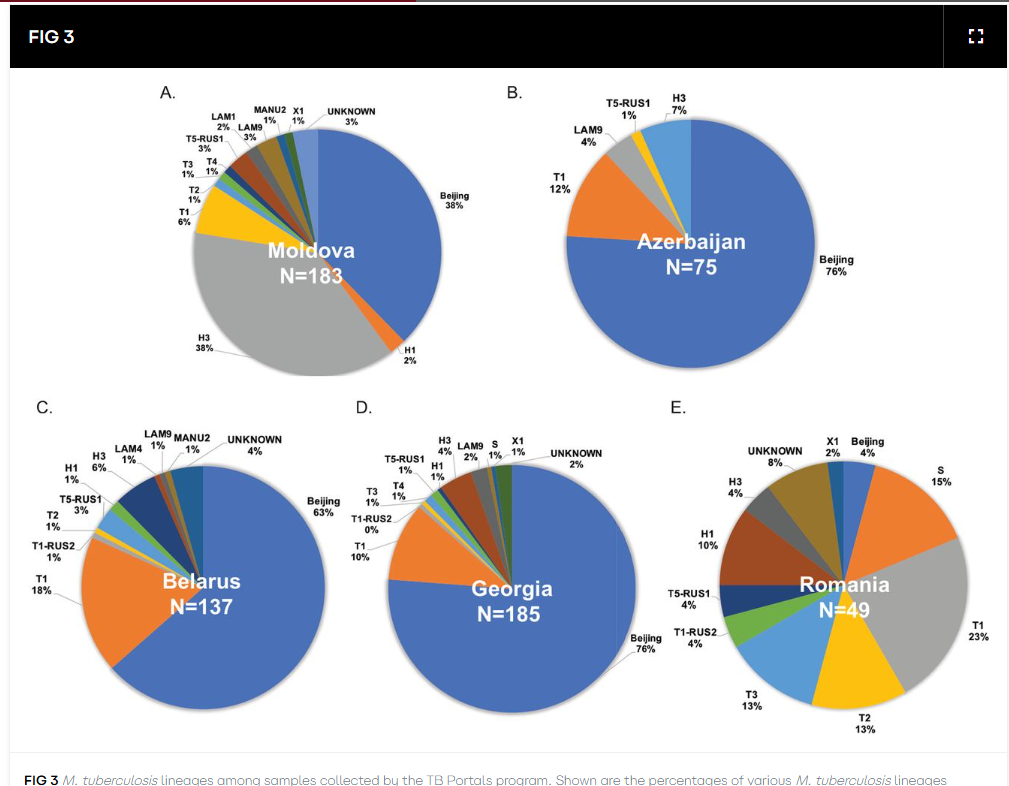 FIG 3
A.
MANU2
1%
X1
1%
UNKNOWN
3%
LAM1
2%
LAM9
3%
T5-RUS1
3%
T3
1%
T4
1%
T2
1%
T1
6%
Beijing
38%
Moldova
N=183
H3
38%
H1
2%
B.
T5-RUS1
1%
H3
7%
LAM9
4%
T1
12%
Azerbaijan
N=75
Beijing
76%
C.
LAM9
1%
MANU2
1%
UNKNOWN
4%
LAM4
1%
H3
6%
H1
1%
T5-RUS1
3%
T2
1%
T1-RUS2
1%
T1
18%
Beijing
63%
Belarus
N=137
D.
H3
4%
LAM9
2%
S
1%
X1
1%
UNKNOWN
2%
T5-RUS1
1%
H1
1%
T4
1%
T3
1%
T1-RUS2
0%
T1
10%
Georgia
N=185
Beijing
76%
E.
X1
2%
Beijing
4%
UNKNOWN
8%
S
15%
H3
4%
H1
10%
Romania
N=49
T5-RUS1
4%
T1-RUS2
4%
T1
23%
T3
13%
T2
13%
FIG 3 M. tuberculosis lineages among samples collected by the TB Portals program. Shown are the percentages of various M. tuberculosis lineages